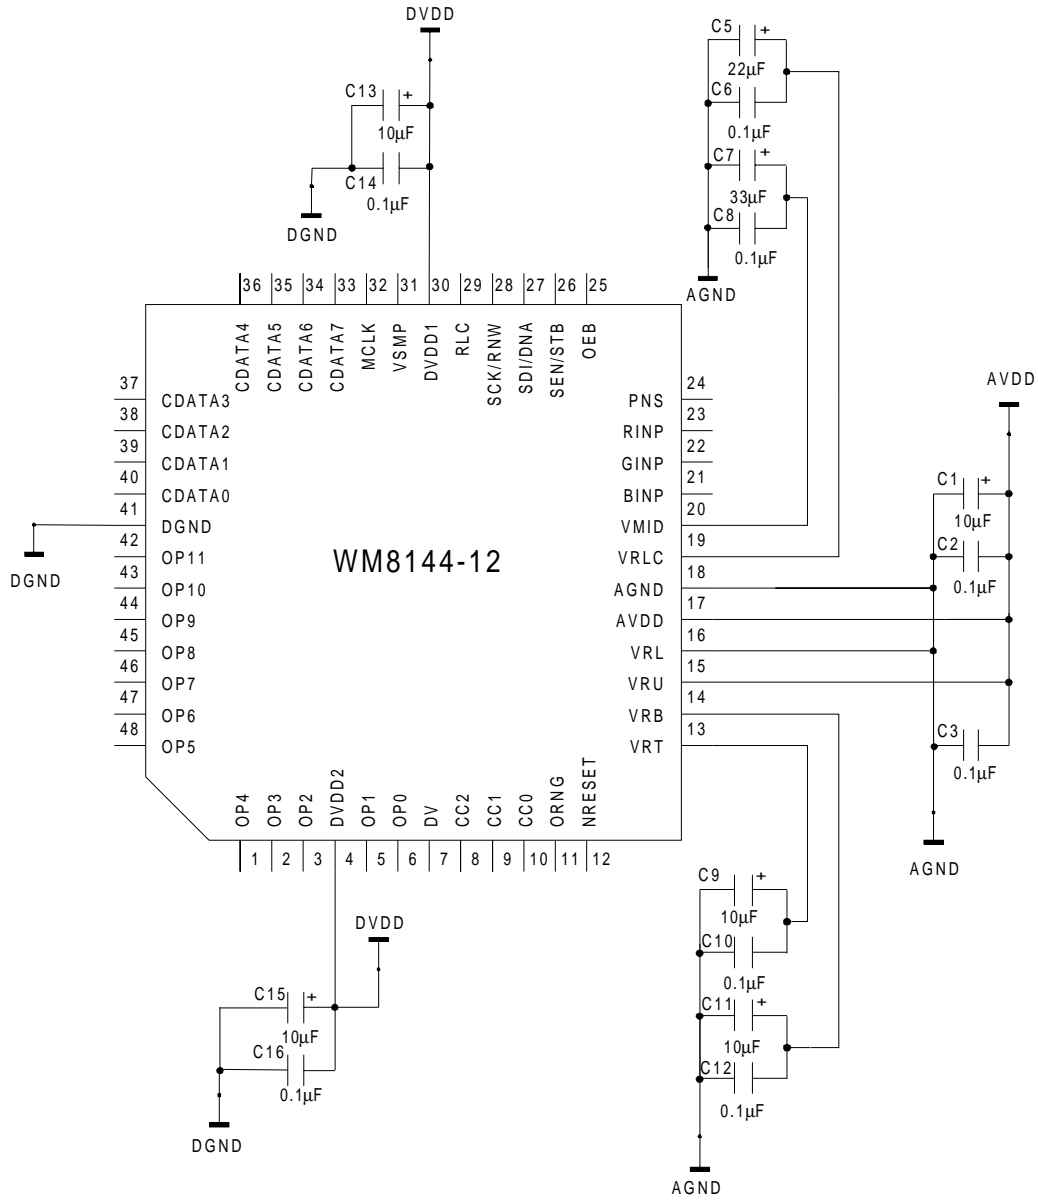 DVDD
C13
+
10µF
C14
0.1µF
DGND
C5
+
22µF
C6
0.1µF
C7
+
33µF
C8
0.1µF
AGND
36 35 34 33 32 31 30 29 28 27 26 25
CDATA4
CDATA5
CDATA6
CDATA7
MCLK
VSMP
DVDD1
RLC
SCK/RNW
SDI/DNA
SEN/STB
OEB
37
CDATA3
38
CDATA2
39
CDATA1
40
CDATA0
41
DGND
42
OP11
43
OP10
44
OP9
45
OP8
46
OP7
47
OP6
48
OP5
DGND
WM8144-12
24
PNS
23
RINP
22
GINP
21
BINP
20
VMID
19
VRLC
18
AGND
17
AVDD
16
VRL
15
VRU
14
VRB
13
VRT
AVDD
C1
+
10µF
C2
0.1µF
C3
0.1µF
AGND
OP4
OP3
OP2
DVDD2
OP1
OP0
DV
CC2
CC1
CC0
ORNG
NRESET
1 2 3 4 5 6 7 8 9 10 11 12
DVDD
C15
+
10µF
C16
0.1µF
DGND
C9
+
10µF
C10
0.1µF
C11
+
10µF
C12
0.1µF
AGND